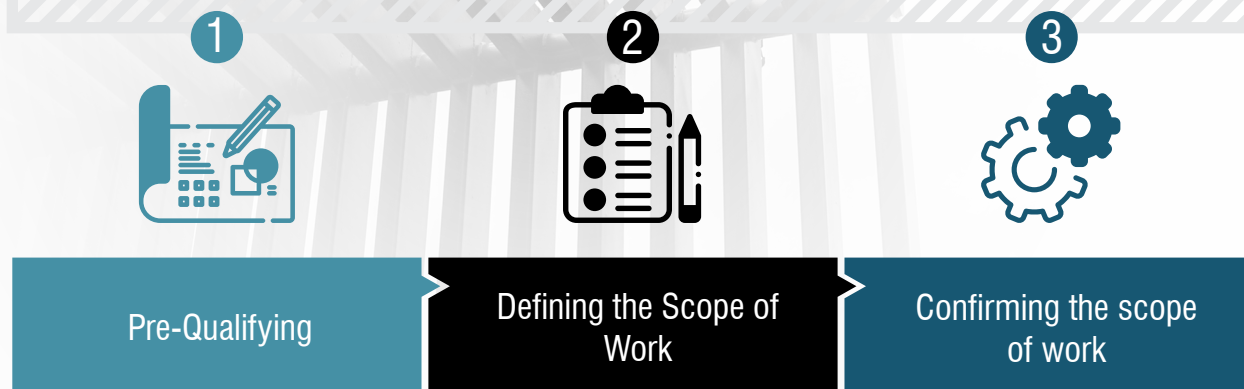 1
2
3
Pre-Qualifying
Defining the Scope of
Work
Confirming the scope
of work